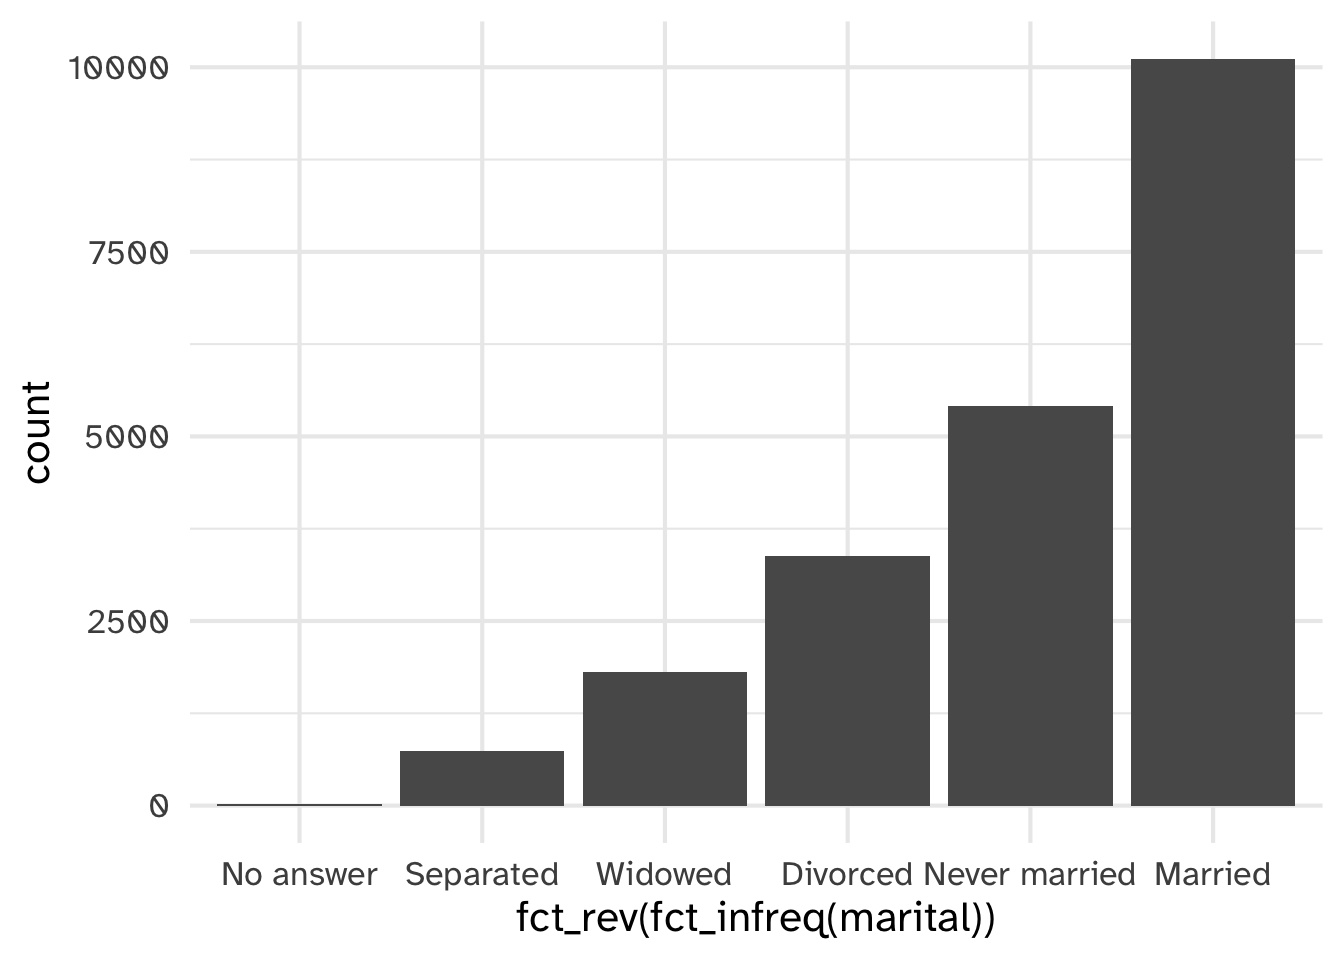 count
10000
7500
5000
2500
0
No answer Separated Widowed Divorced Never married Married
fct_rev(fct_infreq(marital))